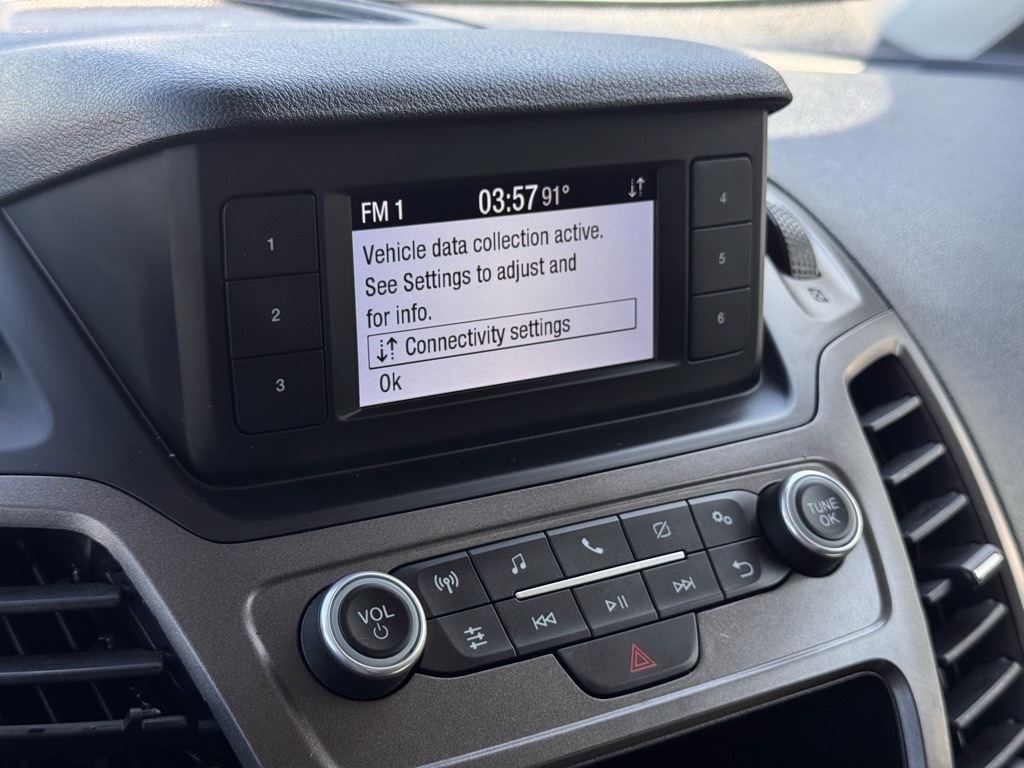 FM 1 03:57 91°
Vehicle data collection active.
See Settings to adjust and
for info.
Connectivity settings
Ok
1
2
3
4
5
6
VOL
TUNE
OK